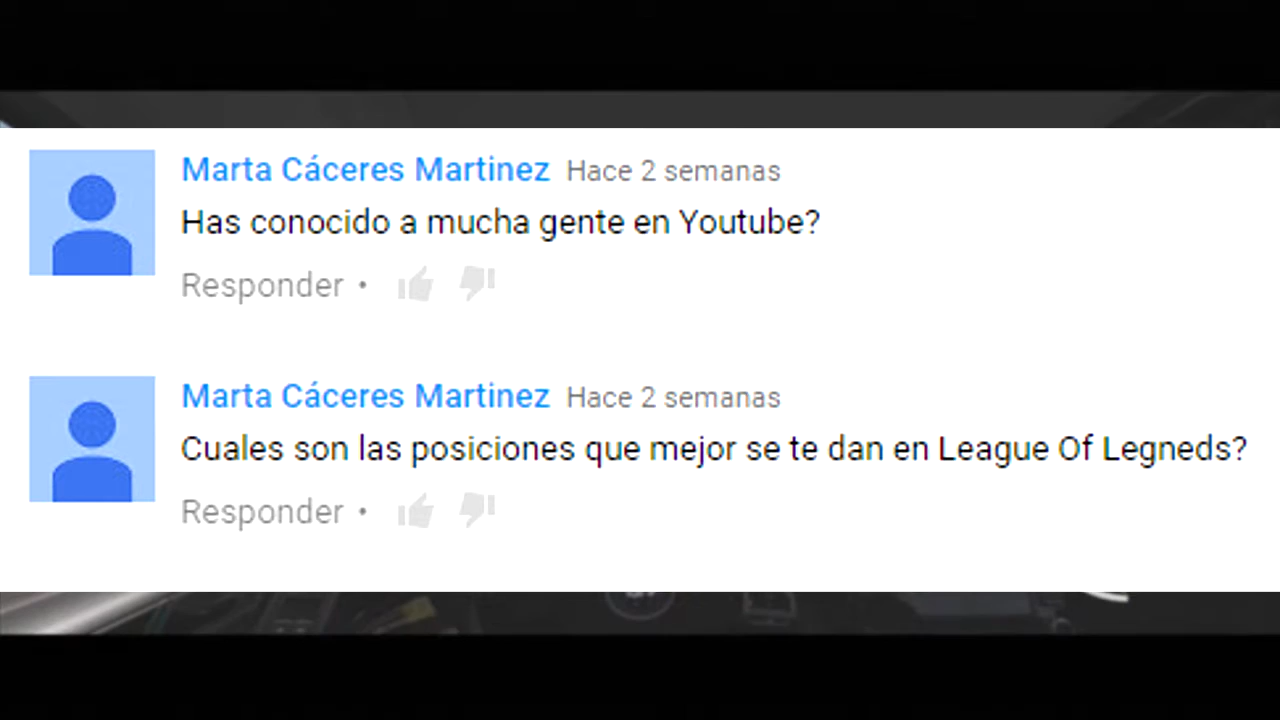 Marta Cáceres Martinez Hace 2 semanas
Has conocido a mucha gente en Youtube?
Responder •
Marta Cáceres Martinez Hace 2 semanas
Cuales son las posiciones que mejor se te dan en League Of Legneds?
Responder •